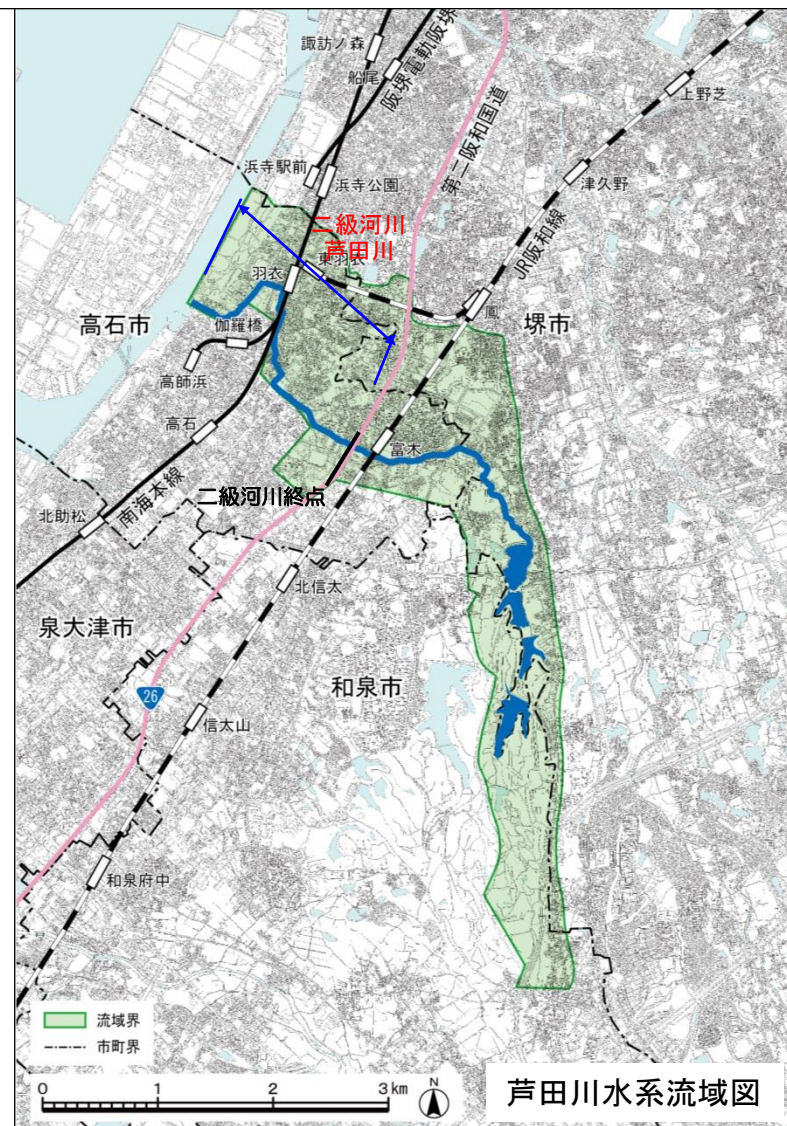 諏訪ノ森
船尾
阪堺電軌阪堺
上野芝
第二阪和国道
津久野
浜寺駅前
浜寺公園
JR阪和線
二級河川
芦田川
東羽衣
羽衣
鳳
堺市
高石市
伽羅橋
高師浜
高石
富木
二級河川終点
南海本線
北助松
北信太
泉大津市
和泉市
26
信太山
和泉府中
流域界
市町界
0 1 2 3km
N
芦田川水系流域図